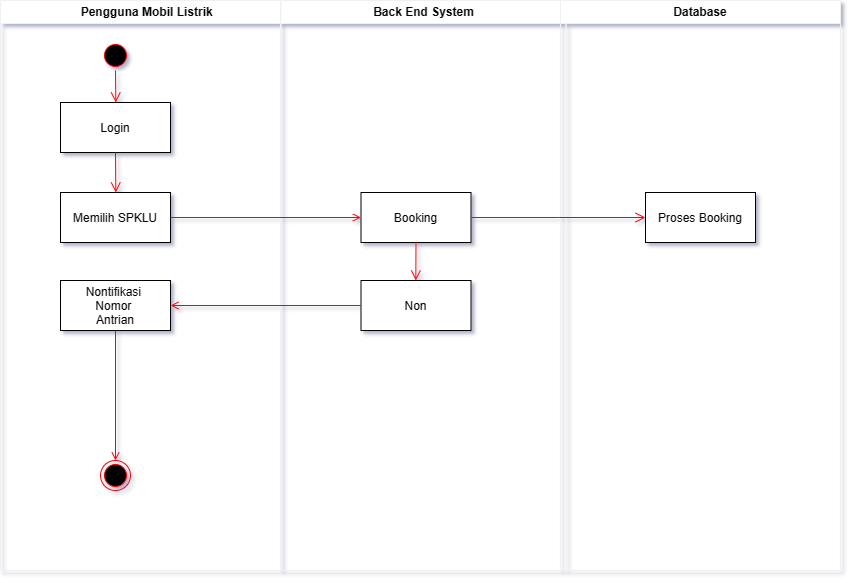 Pengguna Mobil Listrik
Back End System
Database
Login
Memilih SPKLU
Booking
Proses Booking
Nontifikasi
Nomor
Antrian
Non